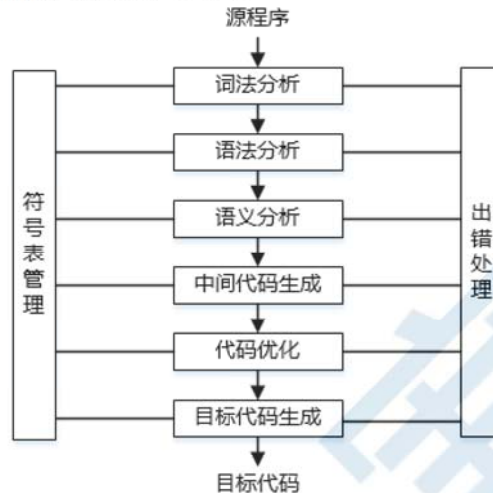 源程序
词法分析
语法分析
语义分析
中间代码生成
代码优化
目标代码生成
目标代码
符号表管理
出错处理